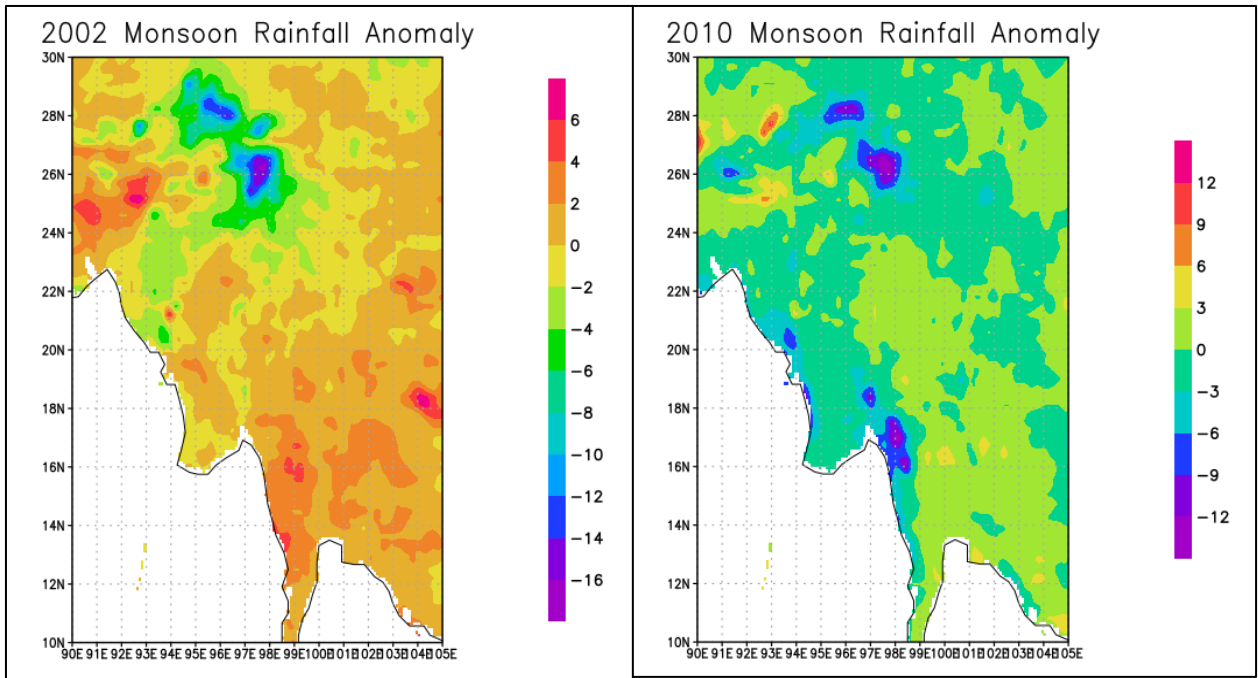 2002 Monsoon Rainfall Anomaly
30N
28N
26N
24N
22N
20N
18N
16N
14N
12N
10N
90E 91E 92E 93E 94E 95E 96E 97E 98E 99E 100E 101E 102E 103E 104E 105E
6
4
2
0
−2
−4
−6
−8
−10
−12
−14
−16
2010 Monsoon Rainfall Anomaly
30N
28N
26N
24N
22N
20N
18N
16N
14N
12N
10N
90E 91E 92E 93E 94E 95E 96E 97E 98E 99E 100E 101E 102E 103E 104E 105E
12
9
6
3
0
−3
−6
−9
−12